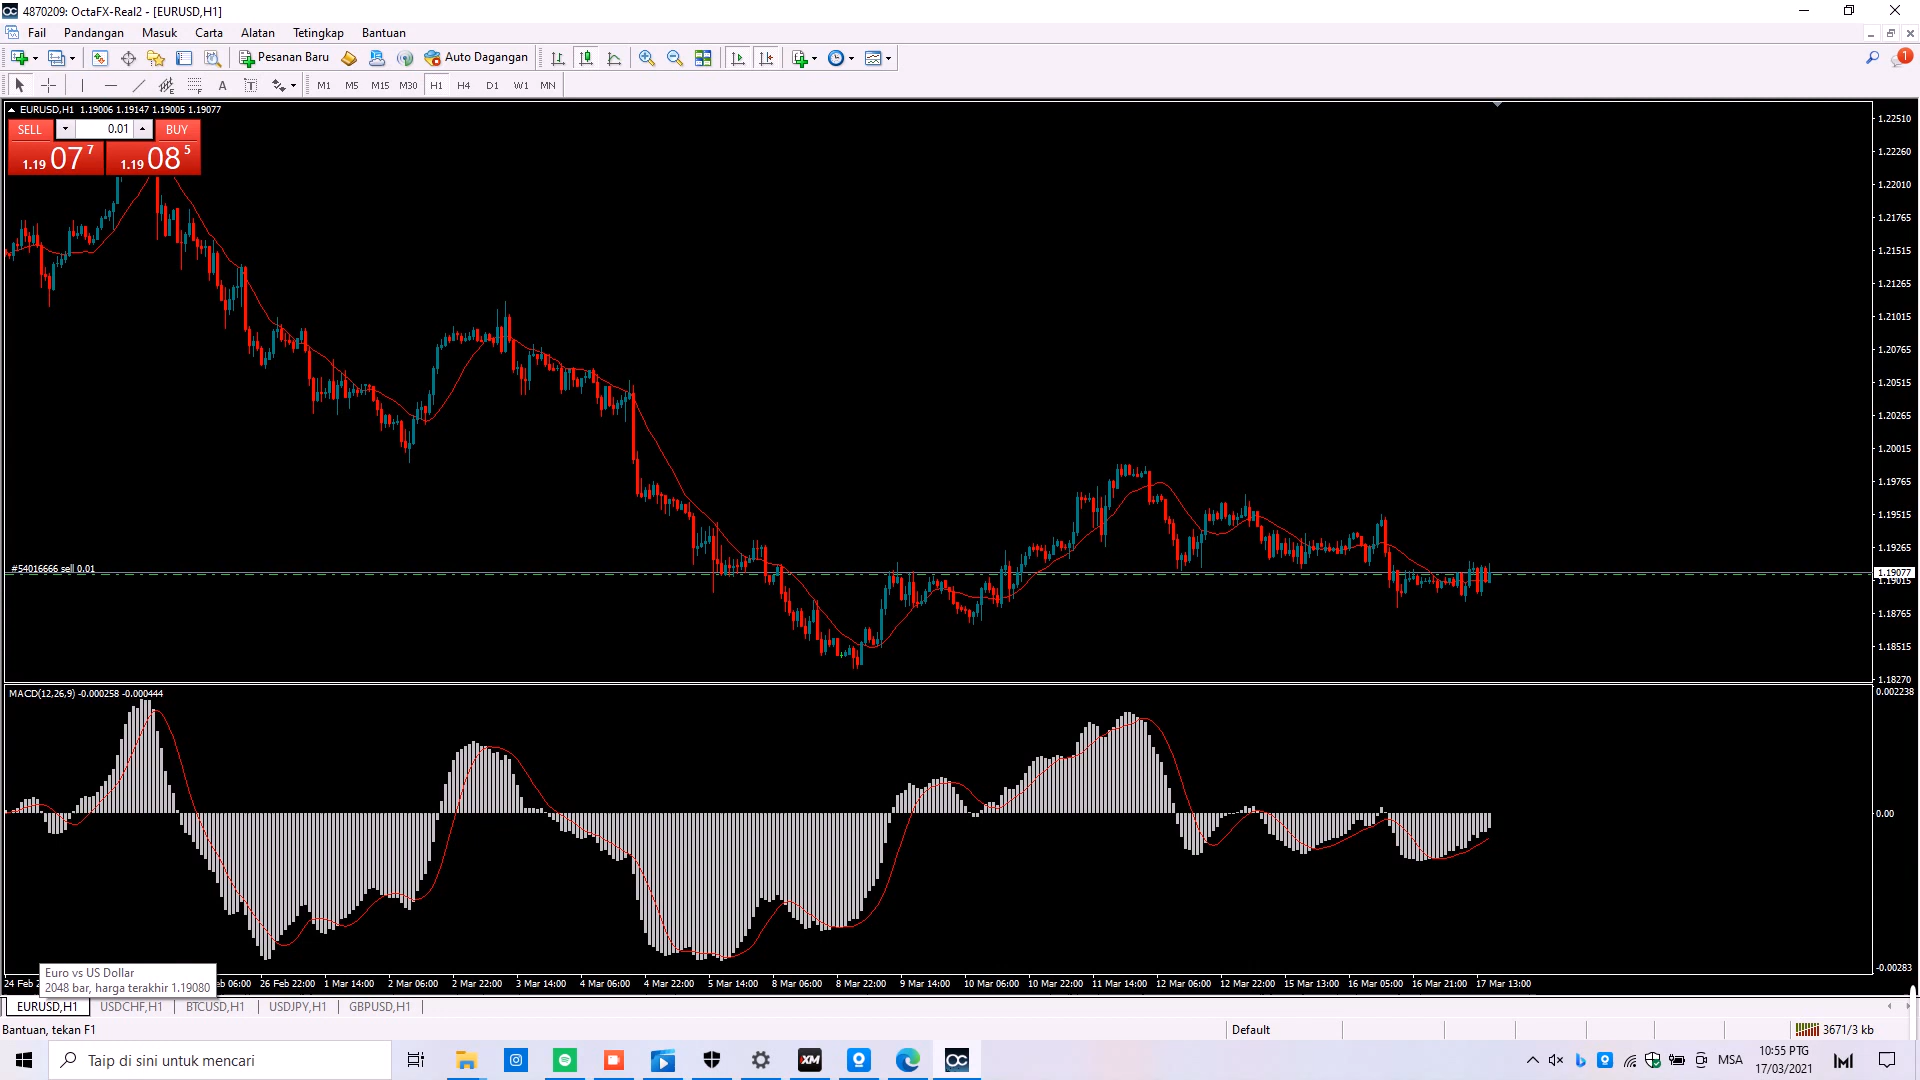 4870209: OctaFX-Real2 - [EURUSD,H1]
Fail Pandangan Masuk Carta Alatan Tetingkap Bantuan
Pesanan Baru Auto Dagangan
A T M1 M5 M15 M30 H1 H4 D1 W1 MN
EURUSD,H1 1.19006 1.19147 1.19005 1.19077
SELL 0.01 BUY
1.19 07 7 1.19 08 5
1.22510
1.22260
1.22010
1.21765
1.21515
1.21265
1.21015
1.20765
1.20515
1.20265
1.20015
1.19765
1.19515
1.19265
#54016666 sell 0.01
1.19077
1.19015
1.18765
1.18515
1.18270
MACD(12,26,9) -0.000258 -0.000444
0.002238
0.00
-0.00283
Euro vs US Dollar
2048 bar, harga terakhir 1.19080
24 Feb 2 06:00 26 Feb 22:00 1 Mar 14:00 2 Mar 06:00 2 Mar 22:00 3 Mar 14:00 4 Mar 06:00 4 Mar 22:00 5 Mar 14:00 8 Mar 06:00 8 Mar 22:00 9 Mar 14:00 10 Mar 06:00 10 Mar 22:00 11 Mar 14:00 12 Mar 06:00 12 Mar 22:00 15 Mar 13:00 16 Mar 05:00 16 Mar 21:00 17 Mar 13:00
EURUSD,H1 USDCHF,H1 BTCUSD,H1 USDJPY,H1 GBPUSD,H1
Bantuan, tekan F1 Default 3671/3 kb
Taip di sini untuk mencari XM MSA 10:55 PTG
17/03/2021